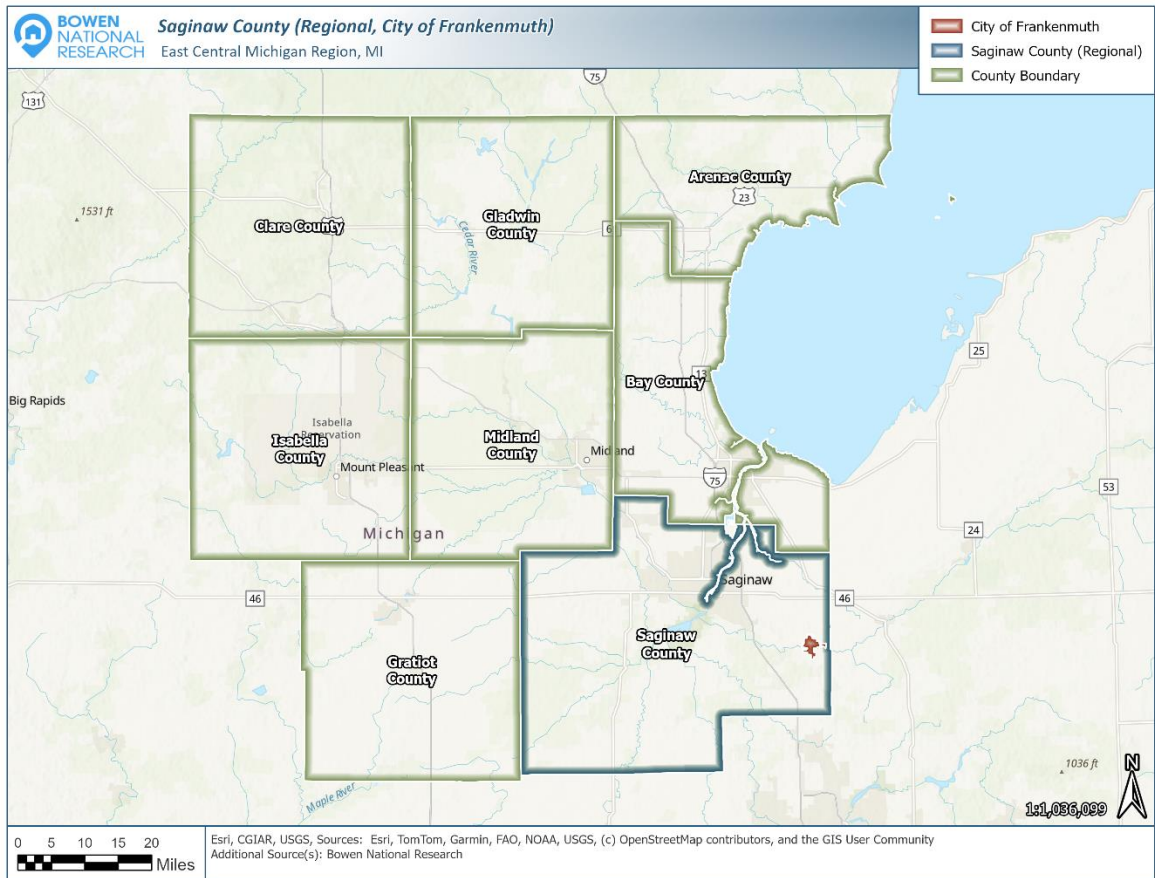 BOWEN
NATIONAL
RESEARCH
Saginaw County (Regional, City of Frankenmuth)
East Central Michigan Region, MI
City of Frankenmuth
Saginaw County (Regional)
County Boundary
75
131
Arenac County
23
1531 ft
Clare County
Gladwin
County
6
Cedar River
25
13
Bay County
Big Rapids
Isabella
Reservation
Isabella
County
Midland
County
Midland
Mount Pleasant
75
53
24
Michigan
Saginaw
46
46
Saginaw
County
Gratiot
County
Maple River
1036 ft
N
1:1,036,099
0 5 10 15 20
Miles
Esri, CGIAR, USGS, Sources: Esri, TomTom, Garmin, FAO, NOAA, USGS, (c) OpenStreetMap contributors, and the GIS User Community
Additional Source(s): Bowen National Research